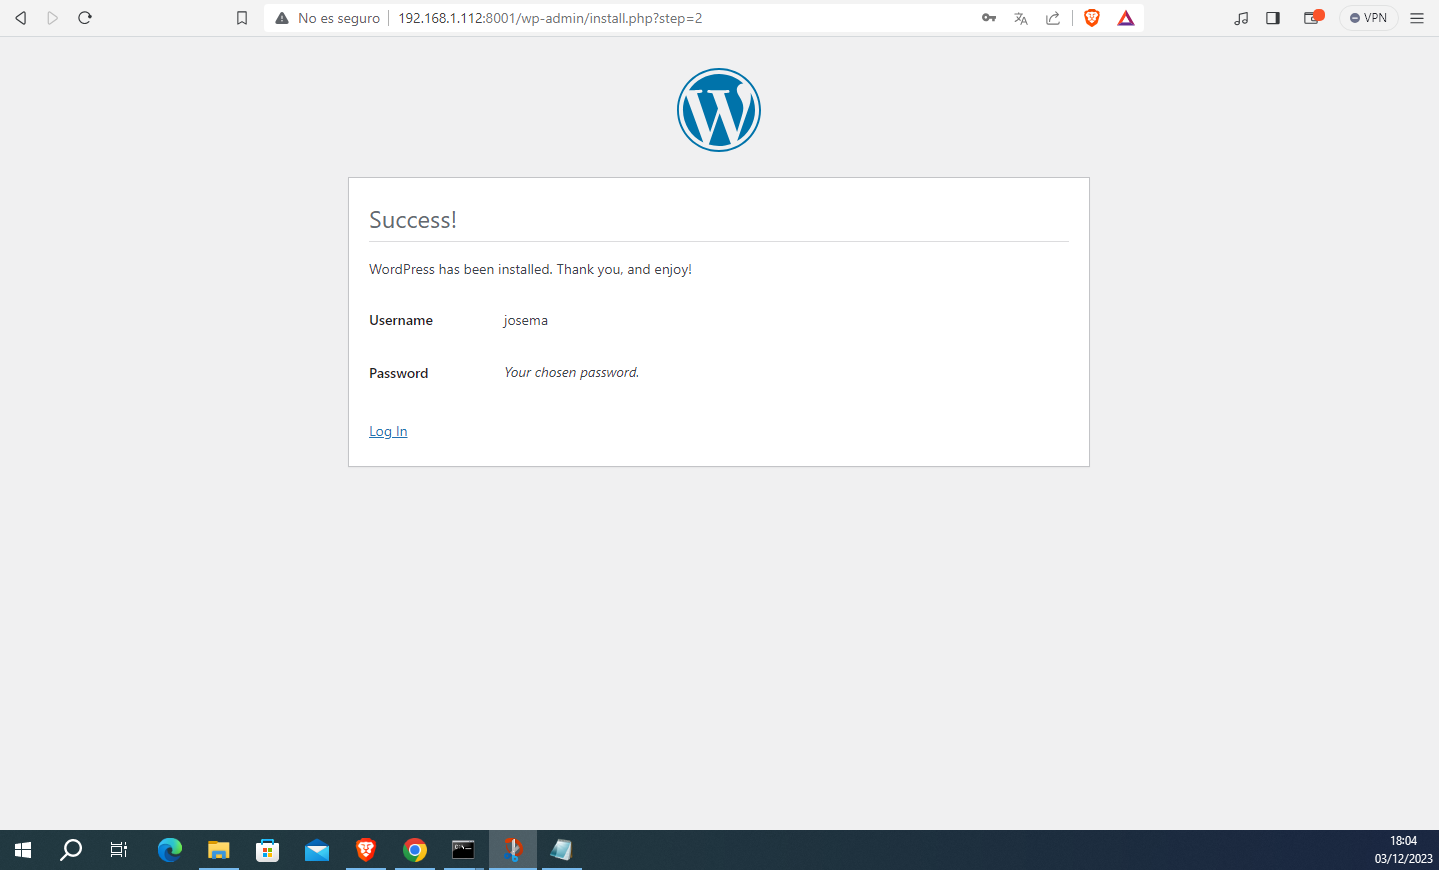 No es seguro
192.168.1.112:8001/wp-admin/install.php?step=2
VPN
Success!
WordPress has been installed. Thank you, and enjoy!
Username josema
Password Your chosen password.
Log In
18:04
03/12/2023